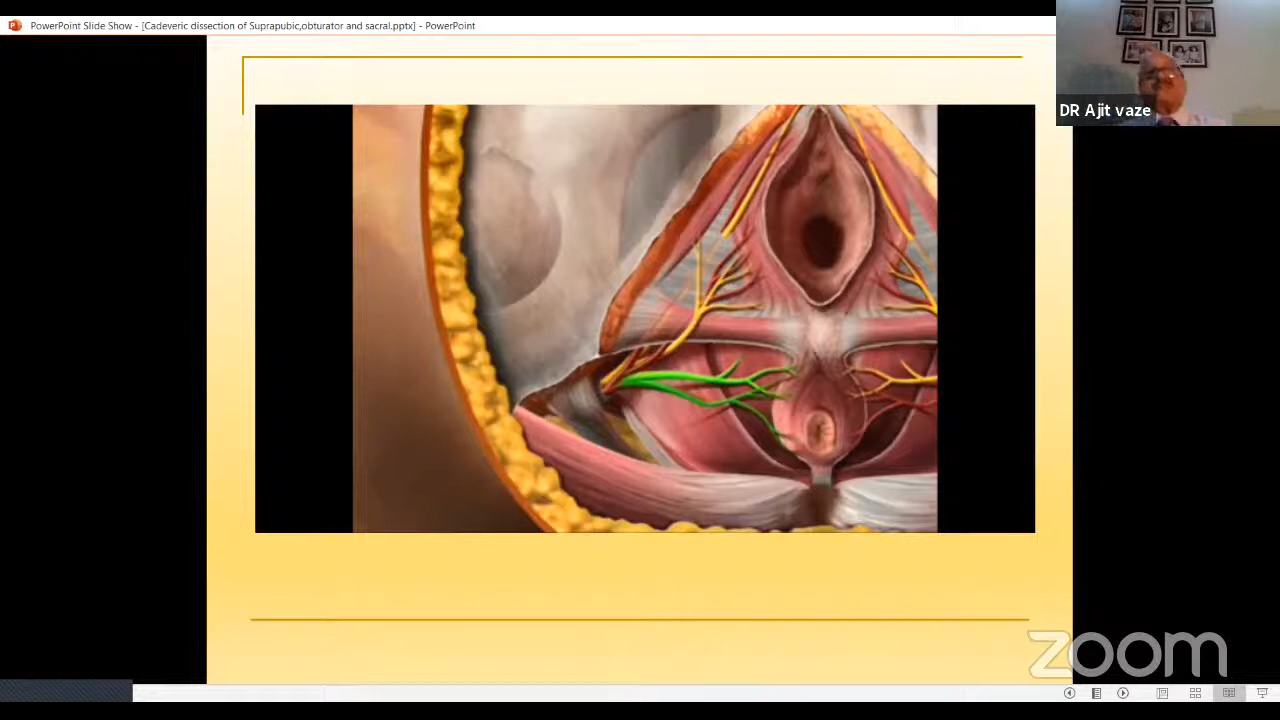 PowerPoint Slide Show - [Cadeveric dissection of Suprapubic,obturator and sacral.pptx] - PowerPoint
DR Ajit vaze
zoom